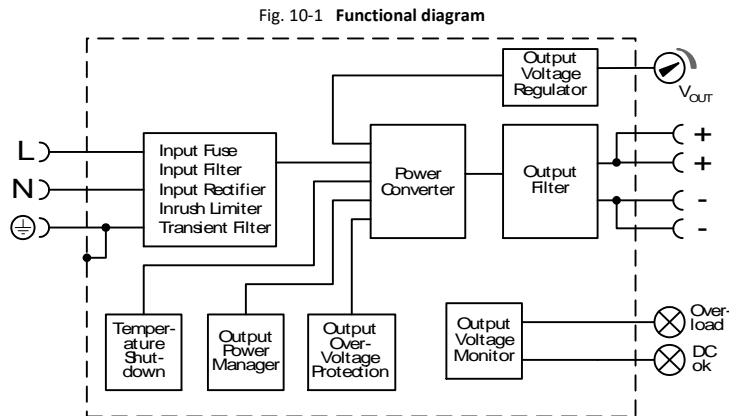 Fig. 10-1 Functional diagram
Output
Voltage
Regulator
V OUT
L
N
Input Fuse
Input Filter
Input Rectifier
Inrush Limiter
Transient Filter
Power
Converter
Output
Filter
+
+
-
-
Temper-
ature
Shut-
down
Output
Power
Manager
Output
Over-
Voltage
Protection
Output
Voltage
Monitor
Over-
load
DC
ok